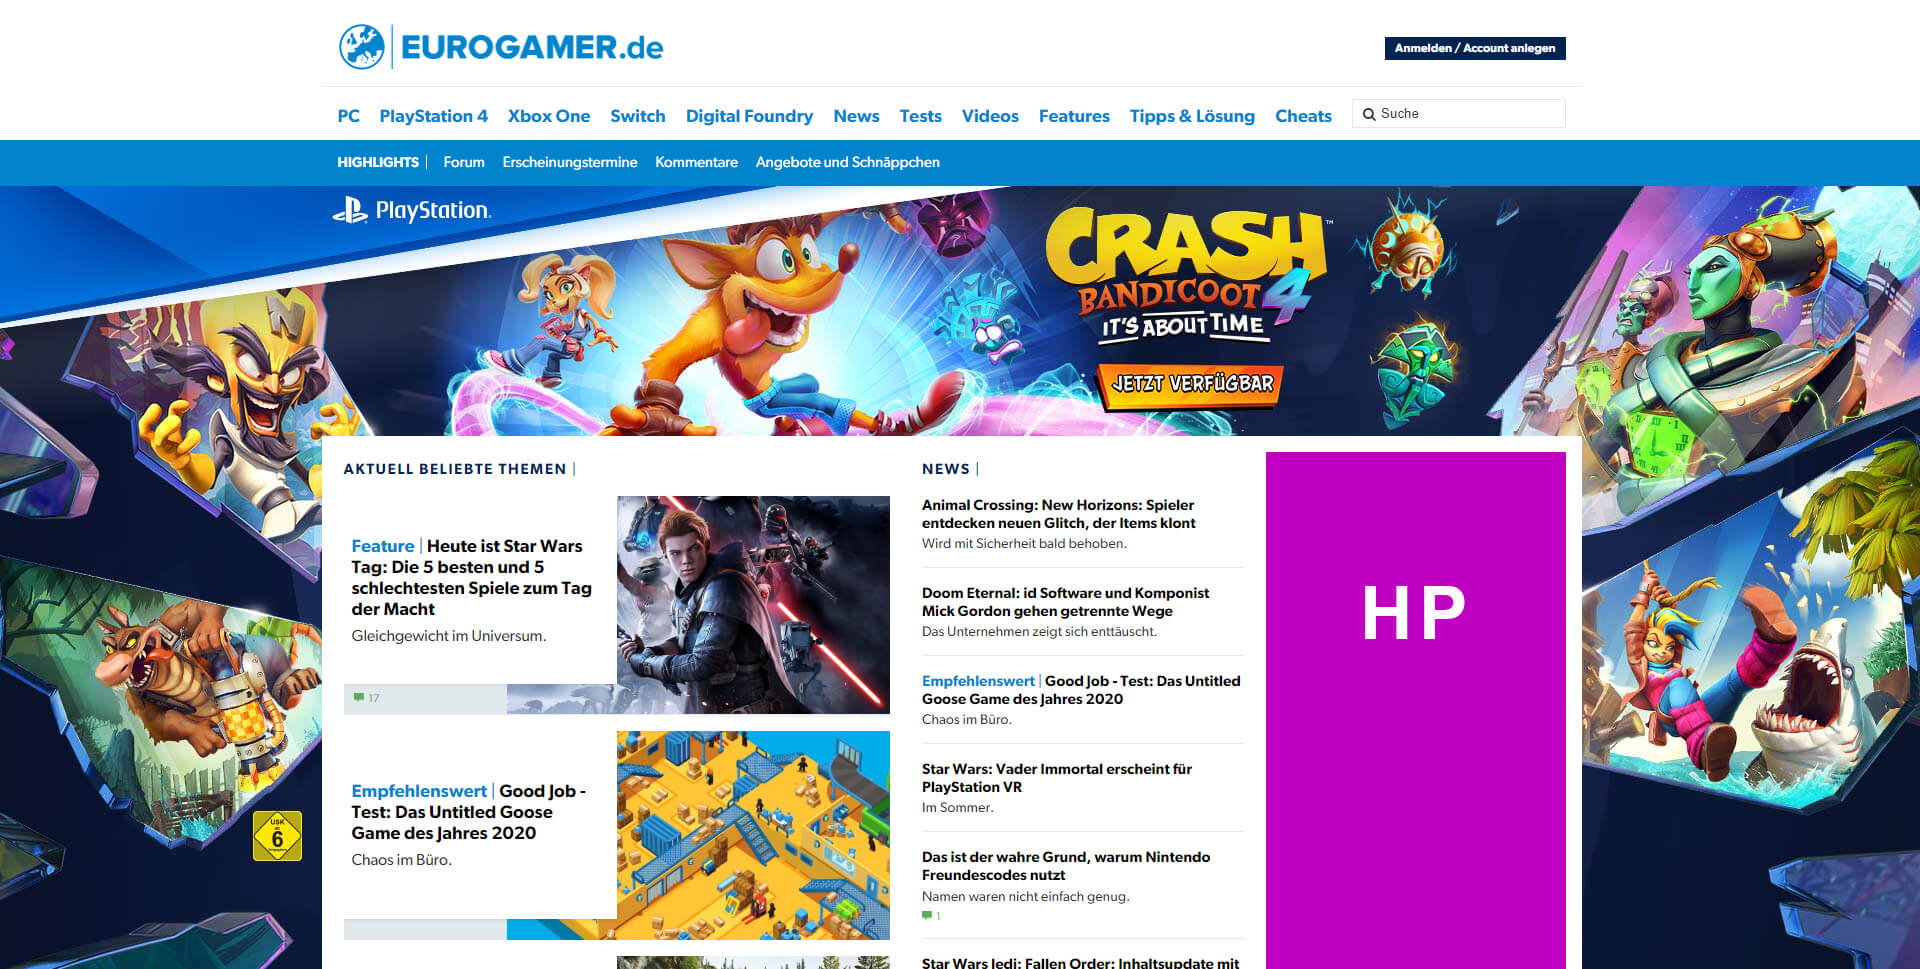 EUROGAMER.de
Anmelden / Account anlegen
PC PlayStation 4 Xbox One Switch Digital Foundry News Tests Videos Features Tipps & Lösung Cheats Suche
HIGHLIGHTS | Forum Erscheinungstermine Kommentare Angebote und Schnäppchen
PlayStation.
CRASH™
BANDICOOT 4
IT'S ABOUT TIME
JETZT VERFÜGBAR
N
AKTUELL BELIEBTE THEMEN |
Feature | Heute ist Star Wars
Tag: Die 5 besten und 5
schlechtesten Spiele zum Tag
der Macht
Gleichgewicht im Universum.
17
Empfehlenswert | Good Job -
Test: Das Untitled Goose
Game des Jahres 2020
Chaos im Büro.
USK
ab
6
NEWS |
Animal Crossing: New Horizons: Spieler
entdecken neuen Glitch, der Items klont
Wird mit Sicherheit bald behoben.
Doom Eternal: id Software und Komponist
Mick Gordon gehen getrennte Wege
Das Unternehmen zeigt sich enttäuscht.
Empfehlenswert | Good Job - Test: Das Untitled
Goose Game des Jahres 2020
Chaos im Büro.
Star Wars: Vader Immortal erscheint für
PlayStation VR
Im Sommer.
Das ist der wahre Grund, warum Nintendo
Freundescodes nutzt
Namen waren nicht einfach genug.
1
Star Wars Jedi: Fallen Order: Inhaltsupdate mit
HP